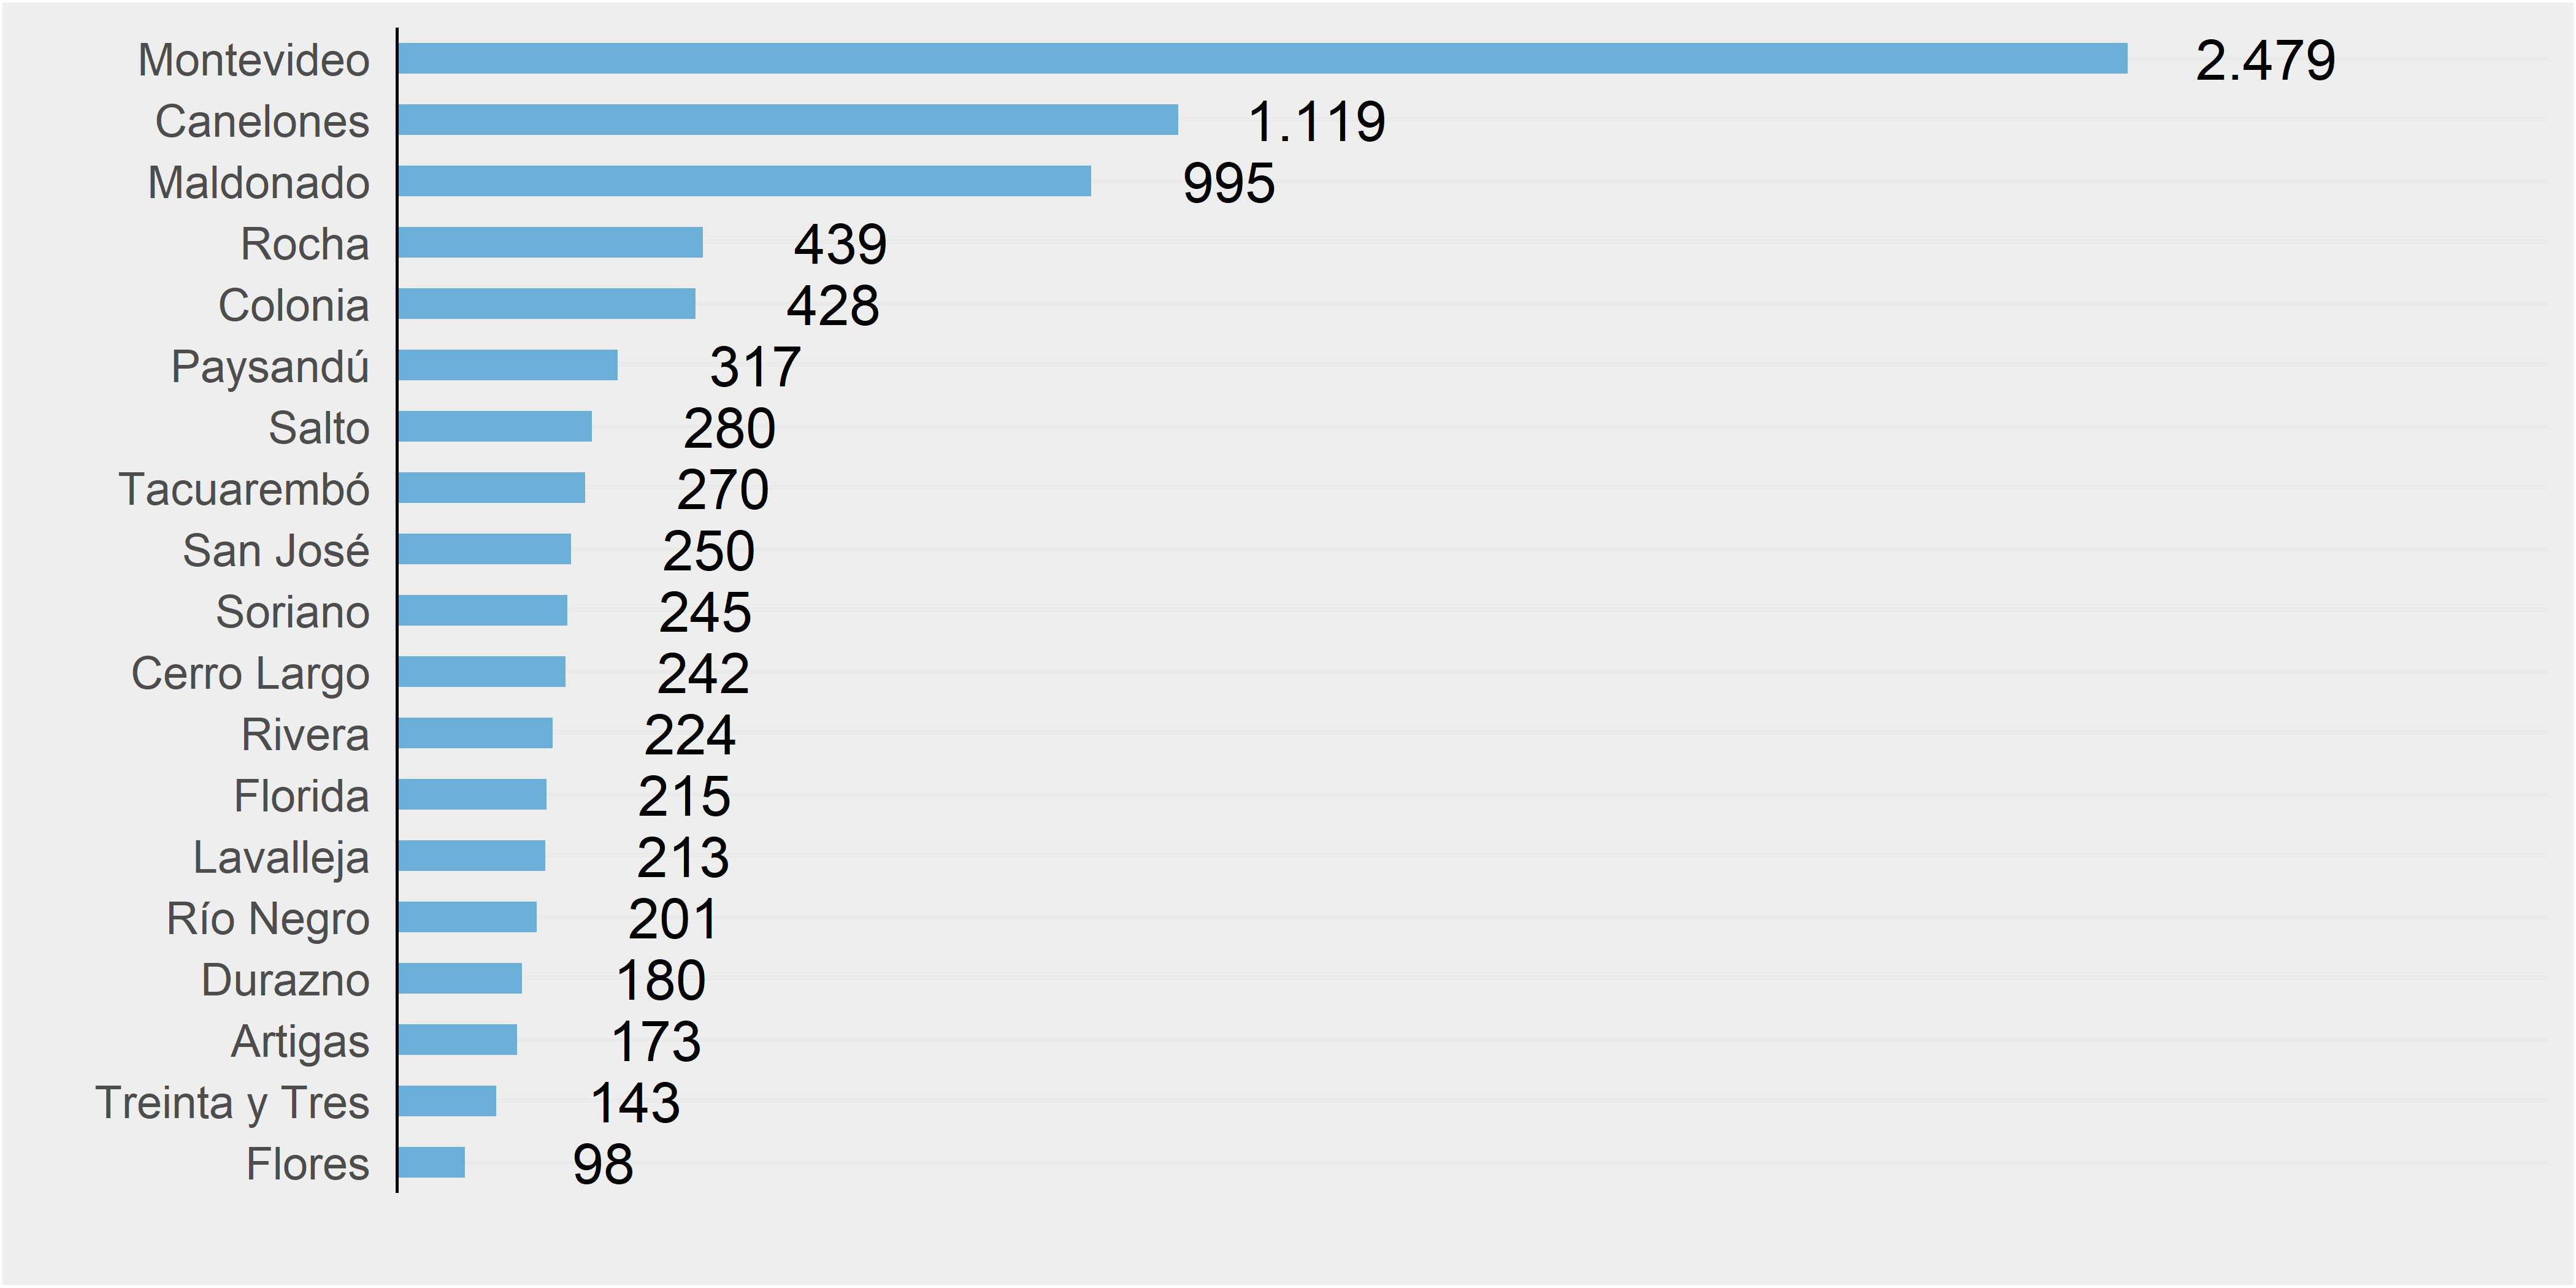 Montevideo 2.479
Canelones 1.119
Maldonado 995
Rocha 439
Colonia 428
Paysandú 317
Salto 280
Tacuarembó 270
San José 250
Soriano 245
Cerro Largo 242
Rivera 224
Florida 215
Lavalleja 213
Río Negro 201
Durazno 180
Artigas 173
Treinta y Tres 143
Flores 98